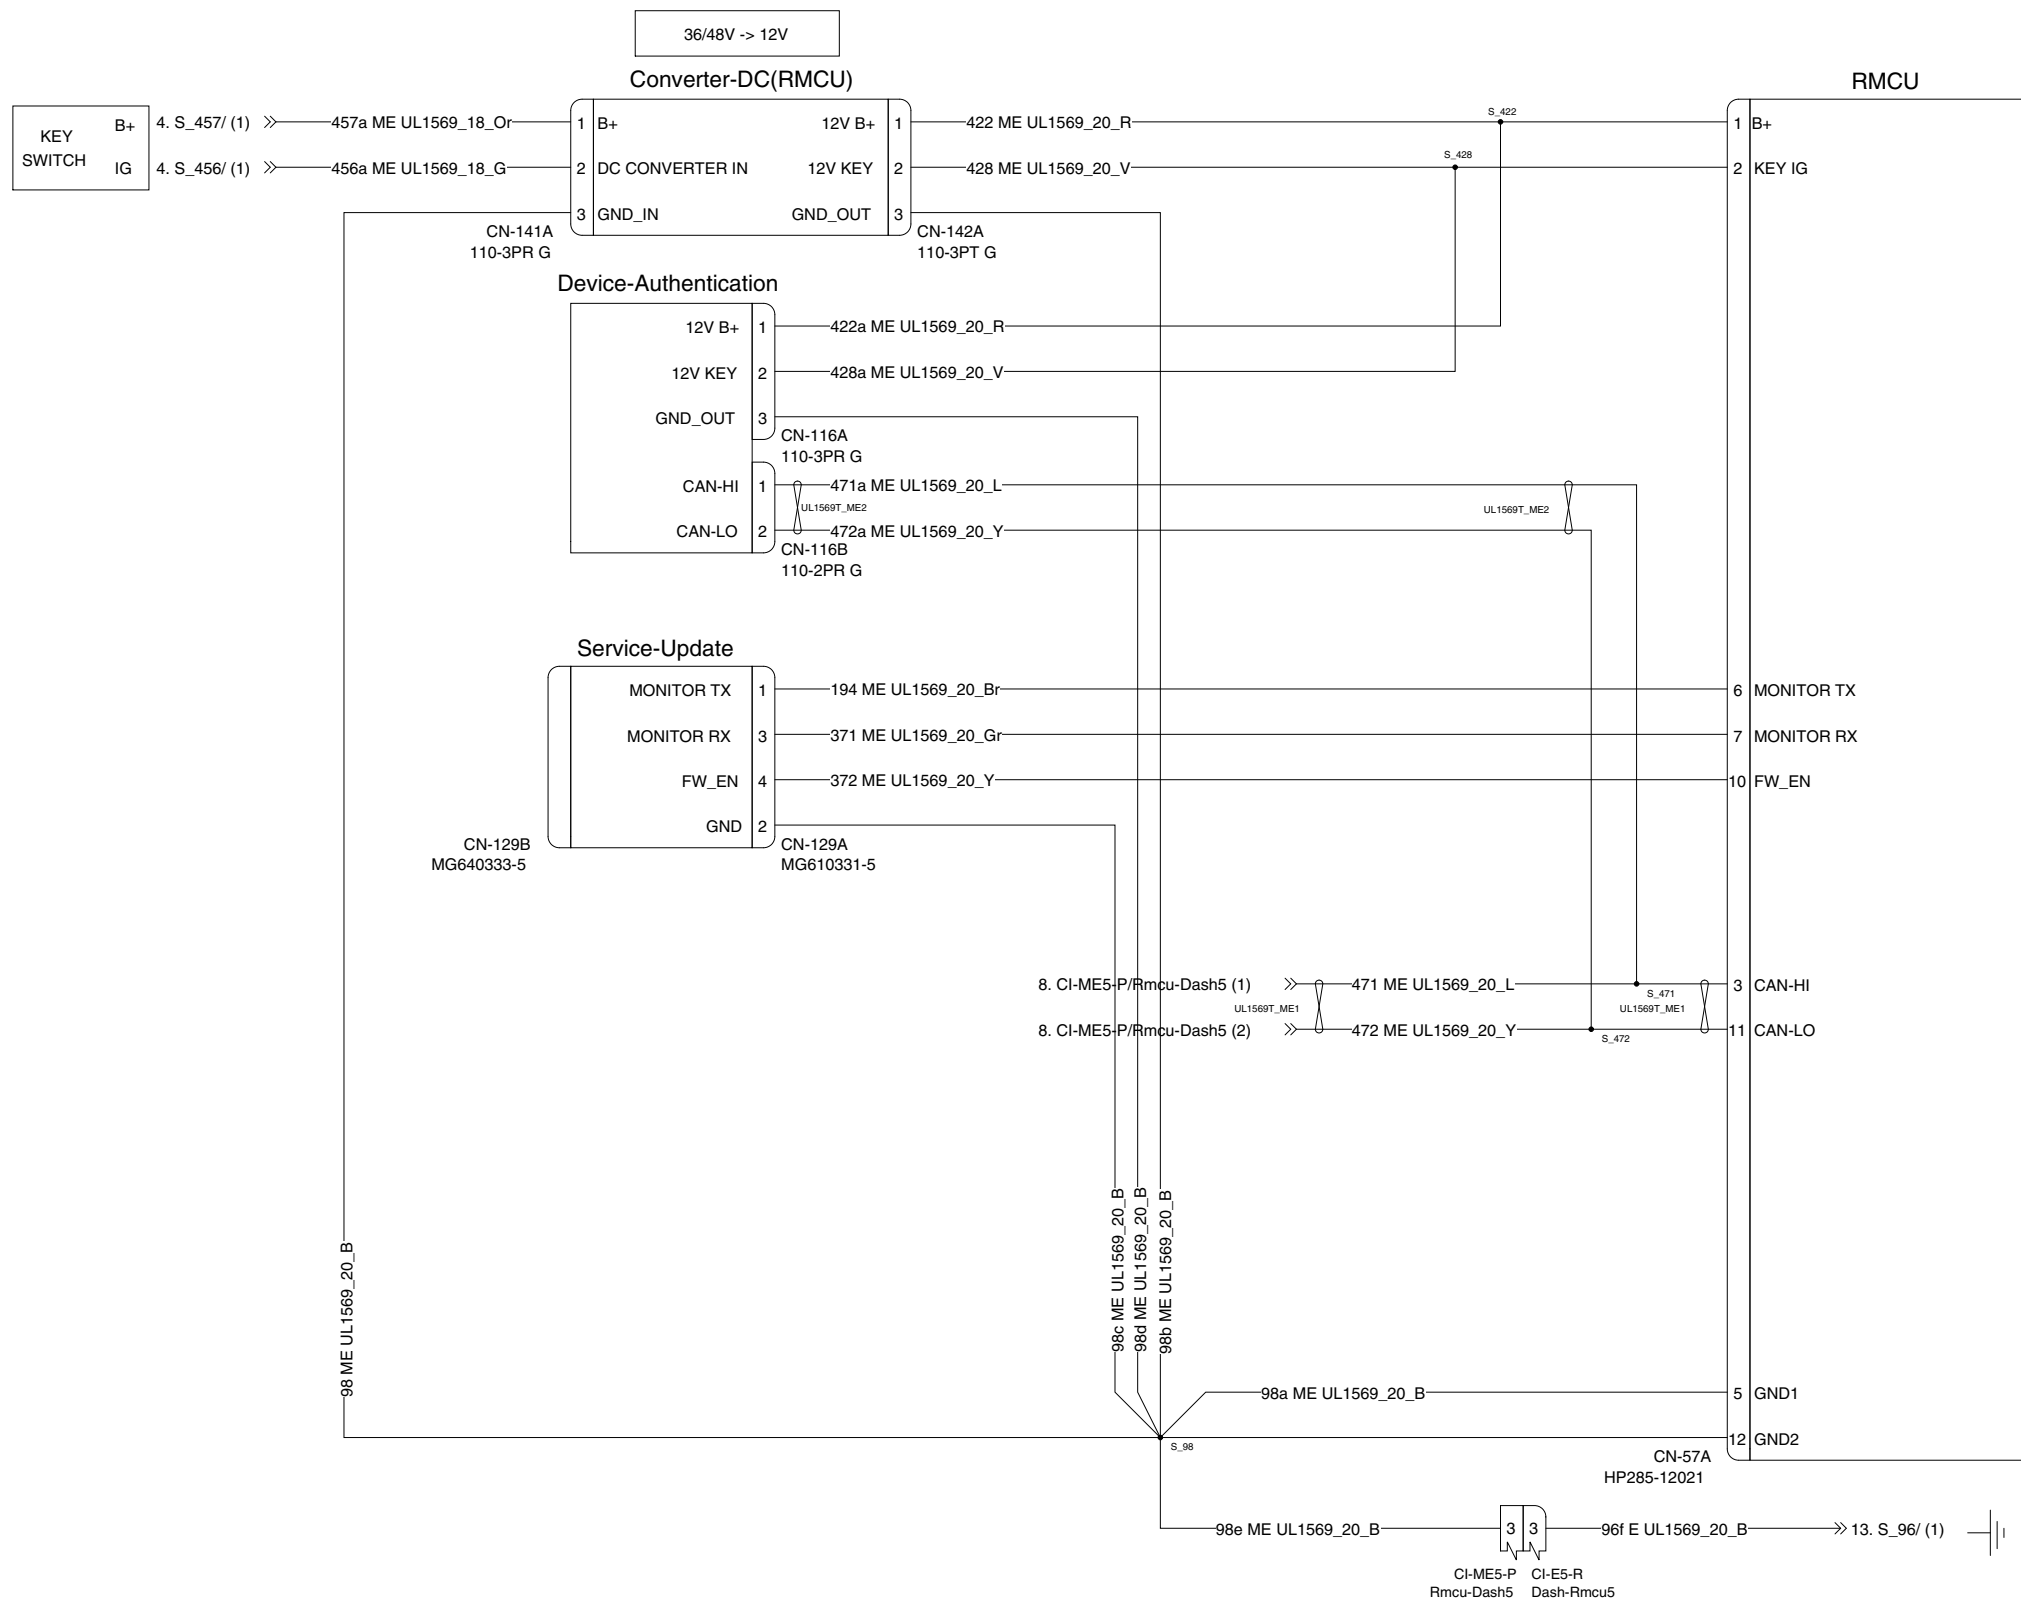 36/48V -> 12V
Converter-DC(RMCU)
RMCU
KEY
SWITCH
B+
IG
4. S_457/ (1)
457a ME UL1569_18_Or
1
B+
12V B+
1
422 ME UL1569_20_R
S_422
1
B+
4. S_456/ (1)
456a ME UL1569_18_G
2
DC CONVERTER IN
12V KEY
2
428 ME UL1569_20_V
S_428
2
KEY IG
3
GND_IN
GND_OUT
3
CN-141A
110-3PR G
CN-142A
110-3PT G
Device-Authentication
12V B+
1
422a ME UL1569_20_R
12V KEY
2
428a ME UL1569_20_V
GND_OUT
3
CN-116A
110-3PR G
CAN-HI
1
471a ME UL1569_20_L
UL1569T_ME2
UL1569T_ME2
CAN-LO
2
472a ME UL1569_20_Y
CN-116B
110-2PR G
Service-Update
MONITOR TX
1
194 ME UL1569_20_Br
6
MONITOR TX
MONITOR RX
3
371 ME UL1569_20_Gr
7
MONITOR RX
FW_EN
4
372 ME UL1569_20_Y
10
FW_EN
GND
2
CN-129B
MG640333-5
CN-129A
MG610331-5
8. CI-ME5-P/Rmcu-Dash5 (1)
471 ME UL1569_20_L
S_471
3
CAN-HI
UL1569T_ME1
UL1569T_ME1
8. CI-ME5-P/Rmcu-Dash5 (2)
472 ME UL1569_20_Y
S_472
11
CAN-LO
98 ME UL1569_20_B
98c ME UL1569_20_B
98d ME UL1569_20_B
98b ME UL1569_20_B
98a ME UL1569_20_B
5
GND1
S_98
12
GND2
CN-57A
HP285-12021
98e ME UL1569_20_B
3
3
96f E UL1569_20_B
13. S_96/ (1)
CI-ME5-P
Rmcu-Dash5
CI-E5-R
Dash-Rmcu5